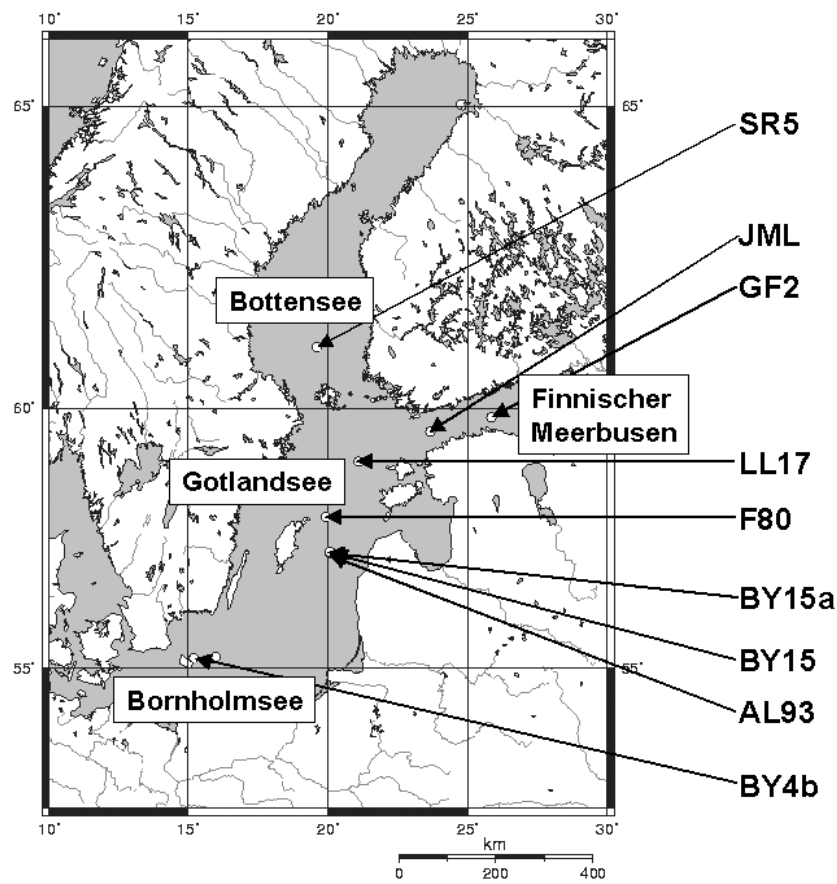 10° 15° 20° 25° 30°
65° 65°
SR5
JML
GF2
Bottensee
60° 60°
Finnischer
Meerbusen
LL17
Gotlandsee
F80
BY15a
BY15
55° 55°
Bornholmsee
AL93
BY4b
10° 15° 20° 25° 30°
km
0 200 400